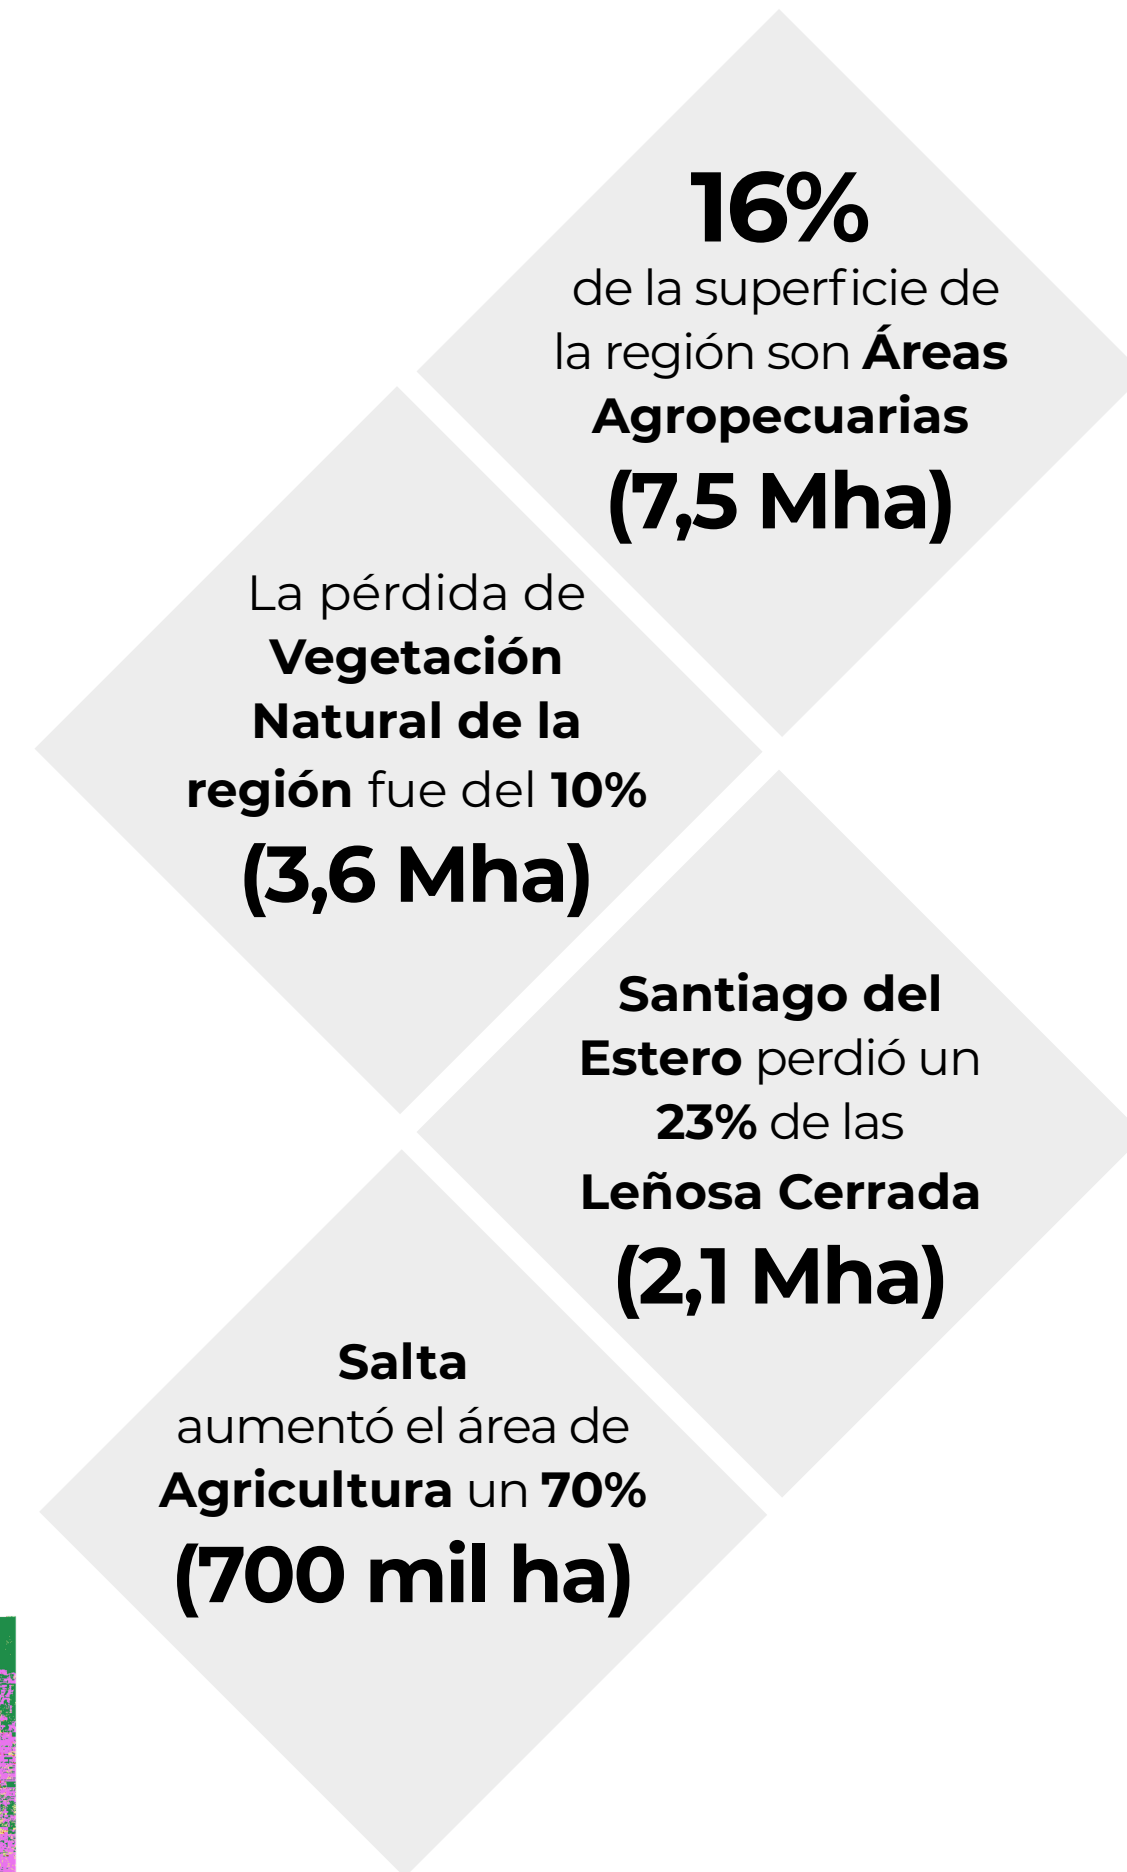 16%
de la superficie de
la región son Áreas
Agropecuarias
(7,5 Mha)
La pérdida de
Vegetación
Natural de la
región fue del 10%
(3,6 Mha)
Santiago del
Estero perdió un
23% de las
Leñosa Cerrada
(2,1 Mha)
Salta
aumentó el área de
Agricultura un 70%
(700 mil ha)